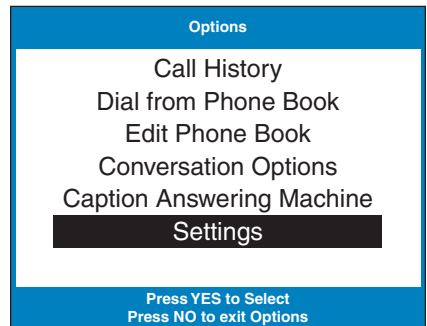 Options
Call History
Dial from Phone Book
Edit Phone Book
Conversation Options
Caption Answering Machine
Settings
Press YES to Select
Press NO to exit Options